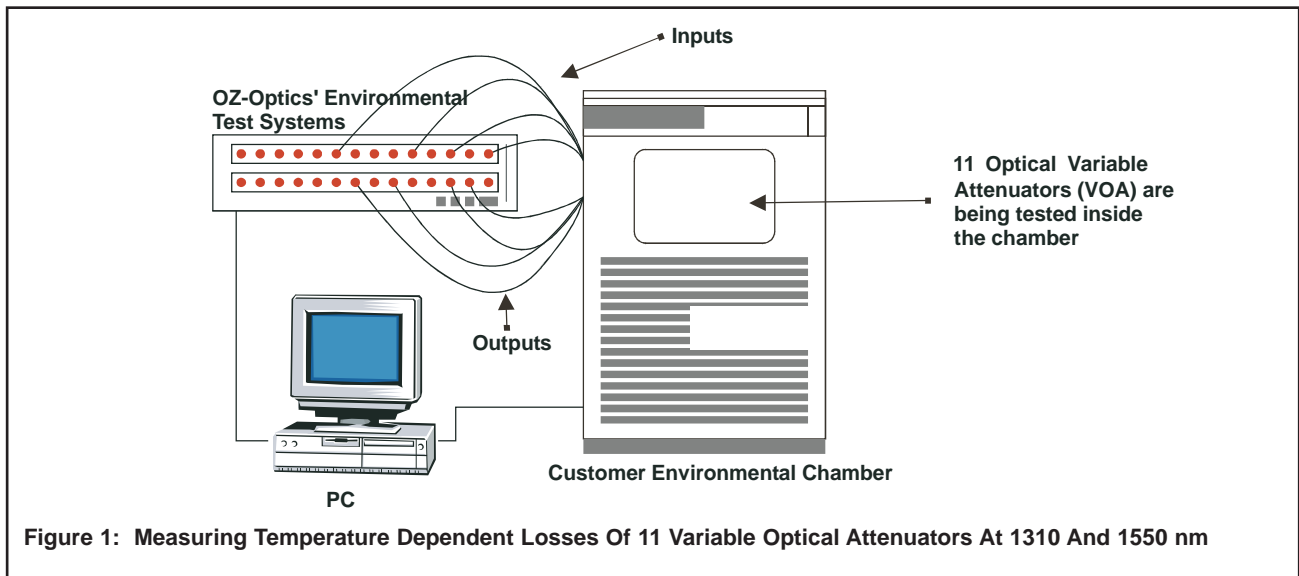 Inputs
OZ-Optics' Environmental
Test Systems
11 Optical Variable
Attenuators (VOA) are
being tested inside
the chamber
Outputs
Customer Environmental Chamber
PC
Figure 1: Measuring Temperature Dependent Losses Of 11 Variable Optical Attenuators At 1310 And 1550 nm